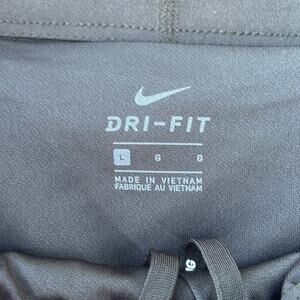 DRI-FIT
L G G
MADE IN VIETNAM
FABRIQUE AU VIETNAM